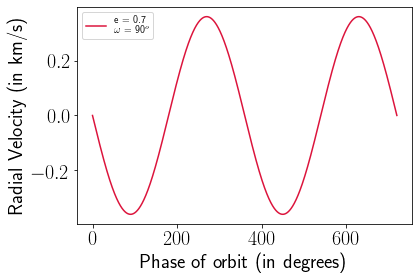 e = 0.7
ω = 90°
0.2
0.0
−0.2
Radial Velocity (in km/s)
0 200 400 600
Phase of orbit (in degrees)